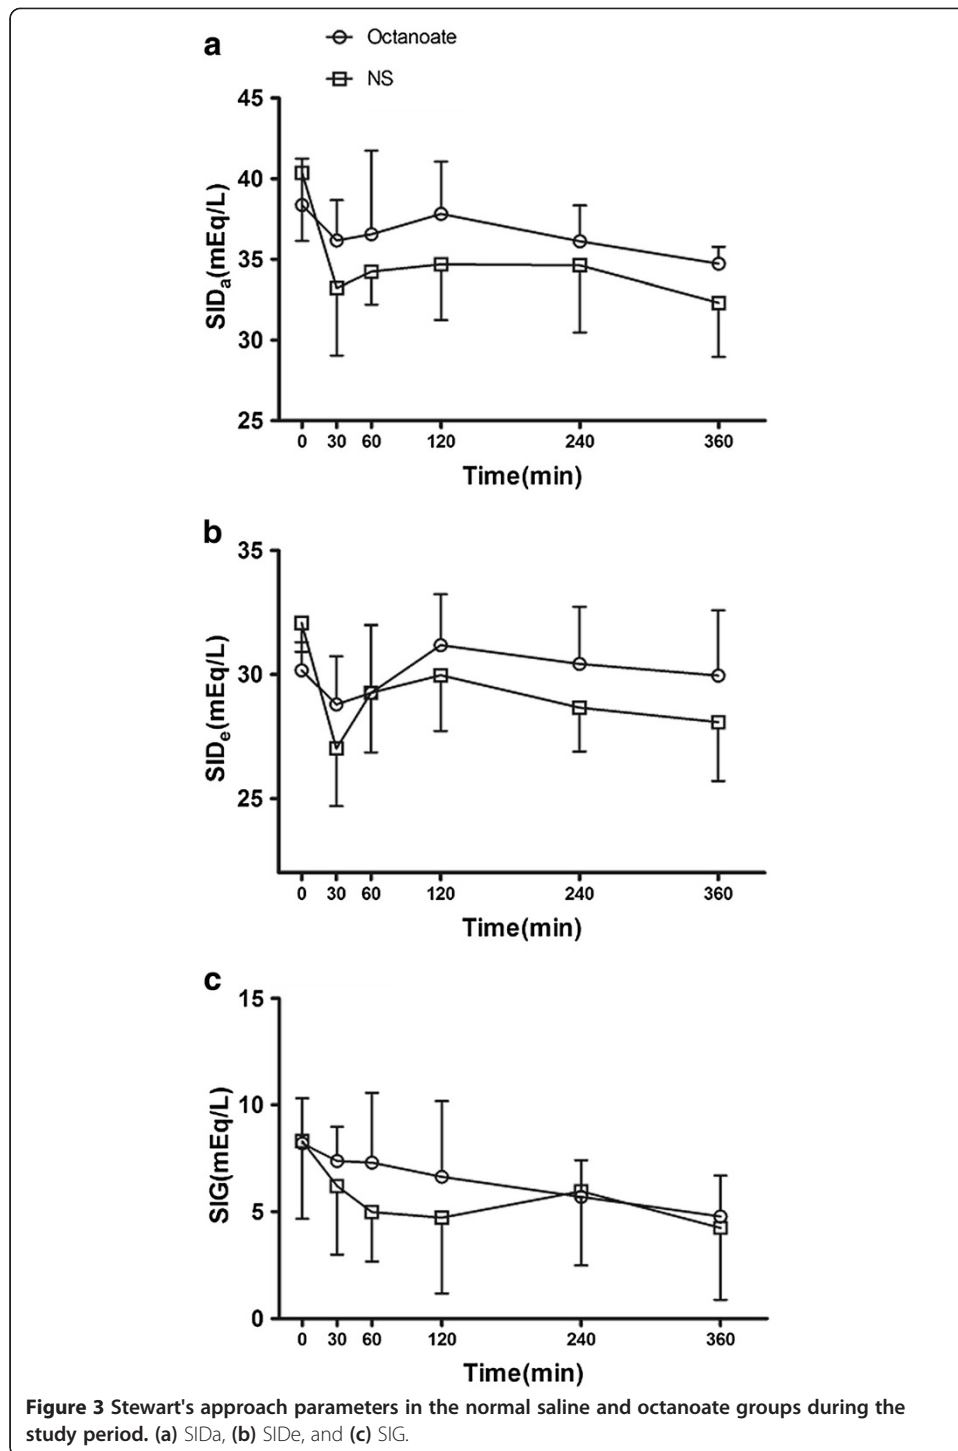 a
Octanoate
NS
45
40
35
30
25
SIDa(mEq/L)
0 30 60 120 240 360
Time(min)
b
35
30
25
SIDe(mEq/L)
0 30 60 120 240 360
Time(min)
c
15
10
5
0
SIG(mEq/L)
0 30 60 120 240 360
Time(min)
Figure 3 Stewart's approach parameters in the normal saline and octanoate groups during the
study period. (a) SIDa, (b) SIDe, and (c) SIG.